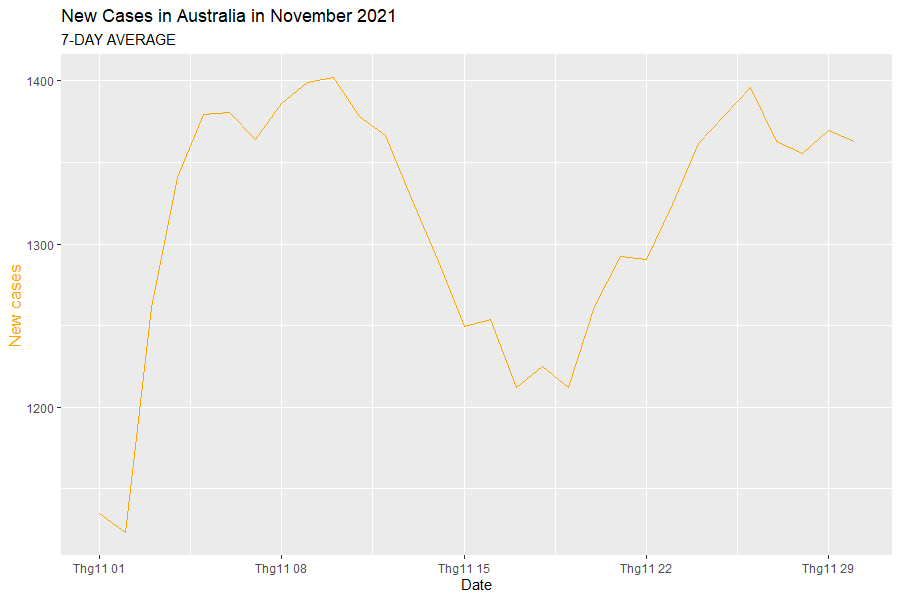 New Cases in Australia in November 2021
7-DAY AVERAGE
1400
1300
1200
New cases
Thg11 01
Thg11 08
Thg11 15
Thg11 22
Thg11 29
Date